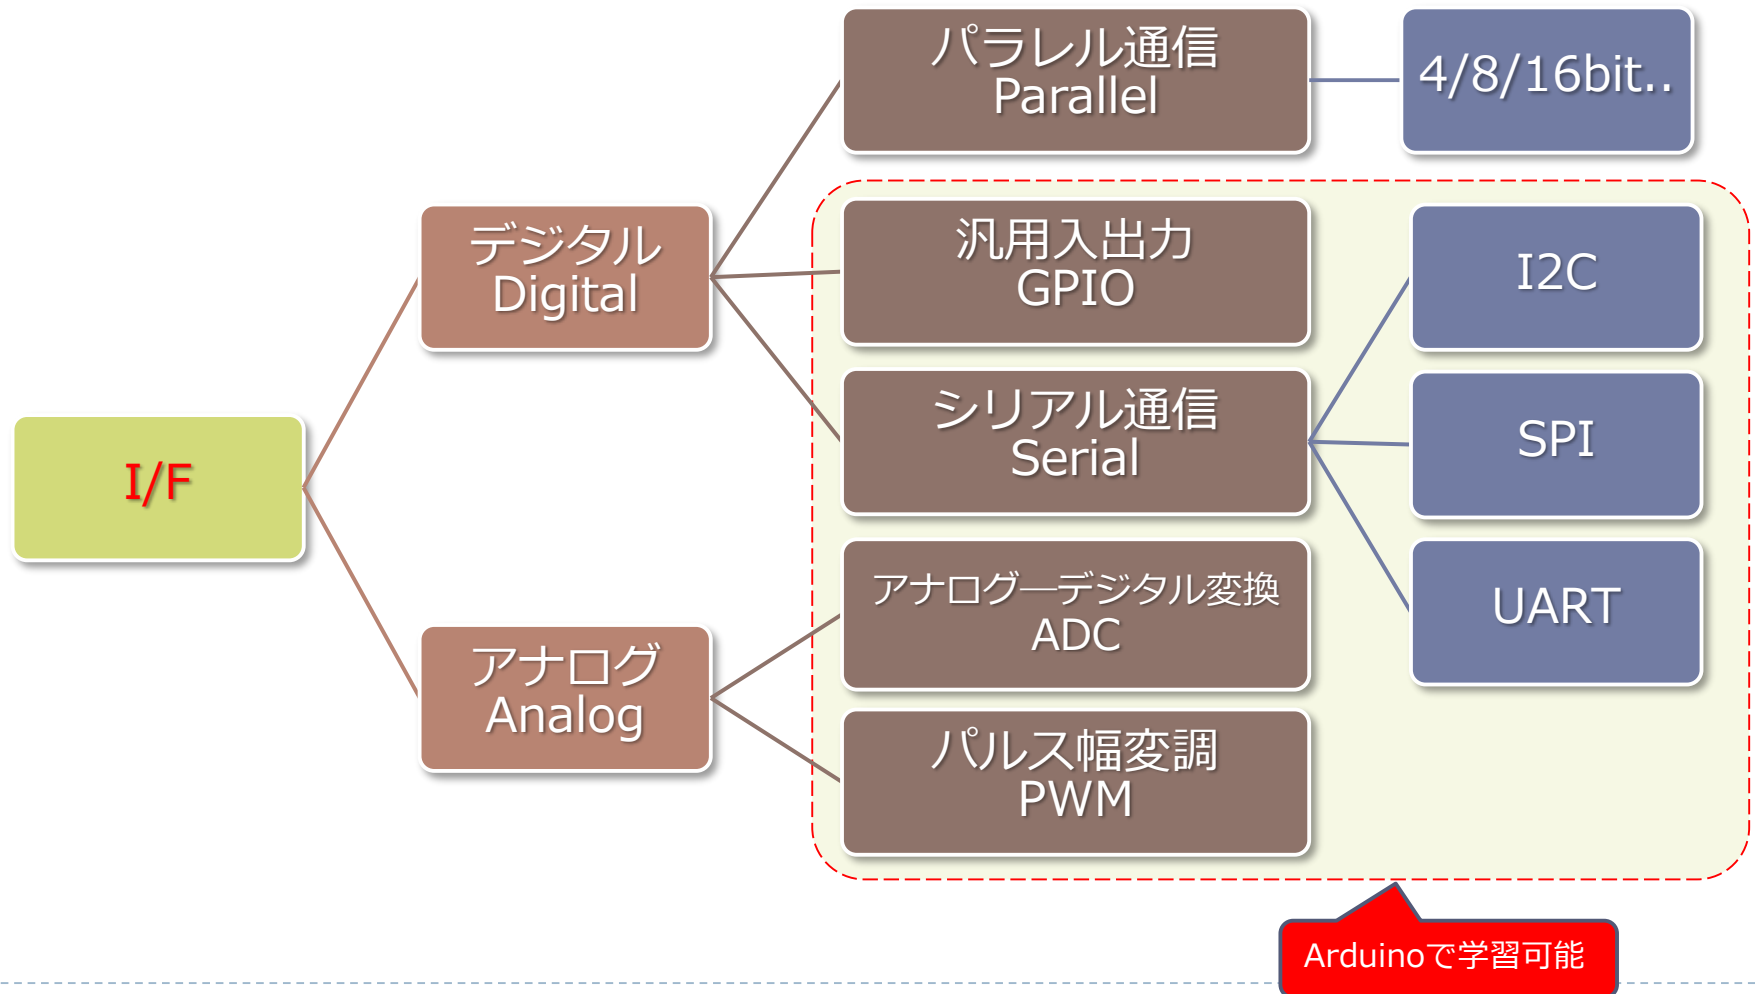 パラレル通信
Parallel
4/8/16bit..
デジタル
Digital
汎用入出力
GPIO
I2C
シリアル通信
Serial
SPI
I/F
アナログ―デジタル変換
ADC
UART
アナログ
Analog
パルス幅変調
PWM
Arduinoで学習可能